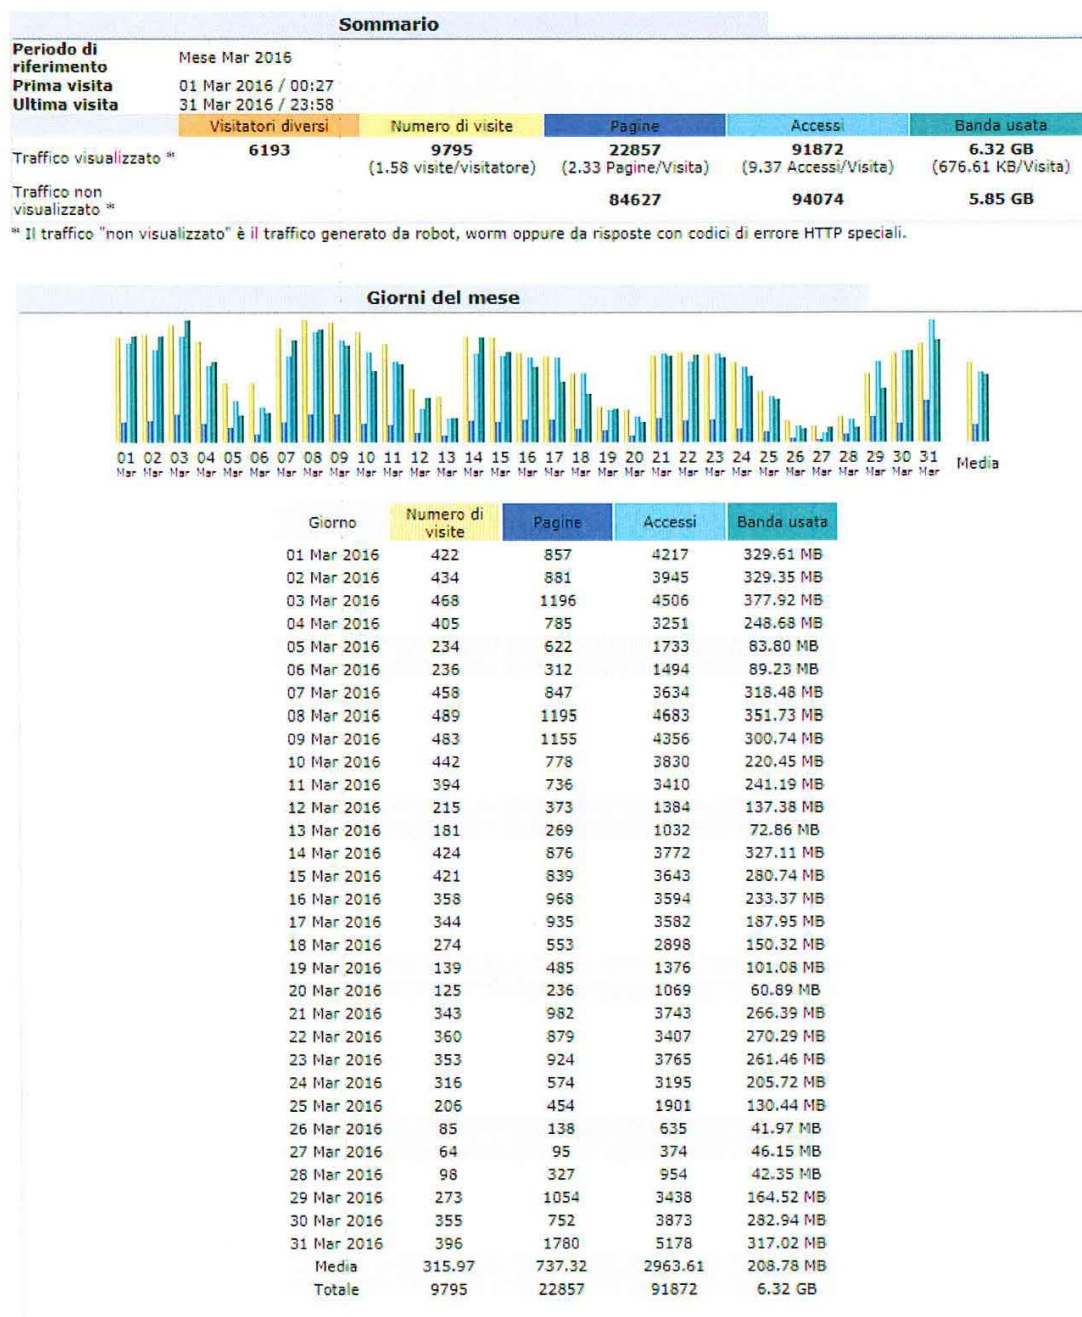 Sommario
Periodo di
riferimento
Mese Mar 2016
Prima visita 01 Mar 2016 / 00:27
Ultima visita 31 Mar 2016 / 23:58
Visitatori diversi Numero di visite Pagine Accessi Banda usata
Traffico visualizzato * 6193 9795 22857 91872 6.32 GB
(1.58 visite/visitatore) (2.33 Pagine/Visita) (9.37 Accessi/Visita) (676.61 KB/Visita)
Traffico non
visualizzato *
84627 94074 5.85 GB
* Il traffico "non visualizzato" è il traffico generato da robot, worm oppure da risposte con codici di errore HTTP speciali.
Giorni del mese
01 02 03 04 05 06 07 08 09 10 11 12 13 14 15 16 17 18 19 20 21 22 23 24 25 26 27 28 29 30 31
Mar Mar Mar Mar Mar Mar Mar Mar Mar Mar Mar Mar Mar Mar Mar Mar Mar Mar Mar Mar Mar Mar Mar Mar Mar Mar Mar Mar Mar Mar Mar Media
Giorno Numero di visite Pagine Accessi Banda usata
01 Mar 2016 422 857 4217 329.61 MB
02 Mar 2016 434 881 3945 329.35 MB
03 Mar 2016 468 1196 4506 377.92 MB
04 Mar 2016 405 785 3251 248.68 MB
05 Mar 2016 234 622 1733 83.80 MB
06 Mar 2016 236 312 1494 89.23 MB
07 Mar 2016 458 847 3634 318.48 MB
08 Mar 2016 489 1195 4683 351.73 MB
09 Mar 2016 483 1155 4356 300.74 MB
10 Mar 2016 442 778 3830 220.45 MB
11 Mar 2016 394 736 3410 241.19 MB
12 Mar 2016 215 373 1384 137.38 MB
13 Mar 2016 181 269 1032 72.86 MB
14 Mar 2016 424 876 3772 327.11 MB
15 Mar 2016 421 839 3643 280.74 MB
16 Mar 2016 358 968 3594 233.37 MB
17 Mar 2016 344 935 3582 187.95 MB
18 Mar 2016 274 553 2898 150.32 MB
19 Mar 2016 139 485 1376 101.08 MB
20 Mar 2016 125 236 1069 60.89 MB
21 Mar 2016 343 982 3743 266.39 MB
22 Mar 2016 360 879 3407 270.29 MB
23 Mar 2016 353 924 3765 261.46 MB
24 Mar 2016 316 574 3195 205.72 MB
25 Mar 2016 206 454 1901 130.44 MB
26 Mar 2016 85 138 635 41.97 MB
27 Mar 2016 64 95 374 46.15 MB
28 Mar 2016 98 327 954 42.35 MB
29 Mar 2016 273 1054 3438 164.52 MB
30 Mar 2016 355 752 3873 282.94 MB
31 Mar 2016 396 1780 5178 317.02 MB
Media 315.97 737.32 2963.61 208.78 MB
Totale 9795 22857 91872 6.32 GB